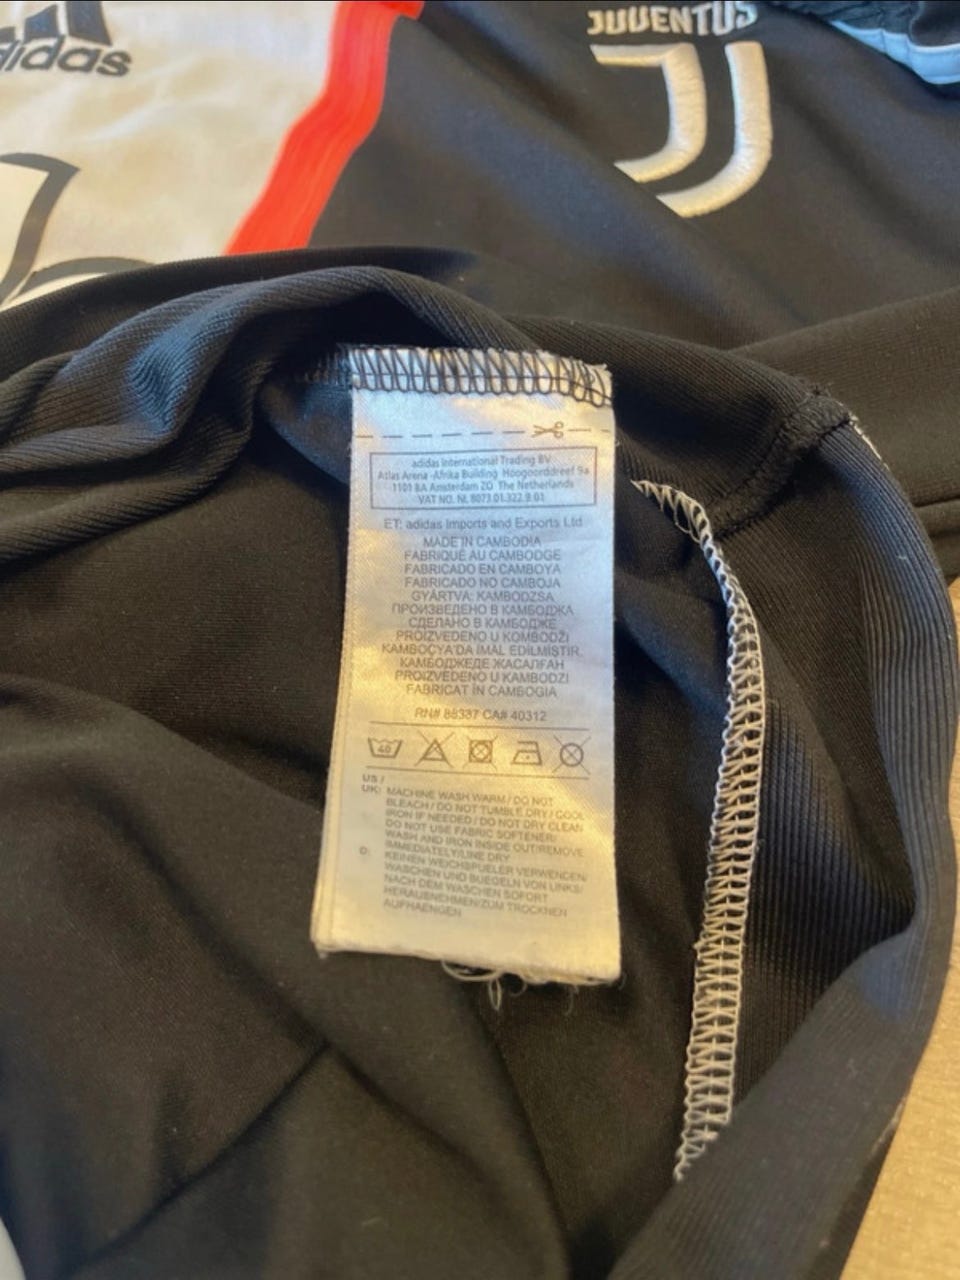 adidas
JUVENTUS
adidas International Trading BV
Atlas Arena -Afrika Building Hoogoorddreef 9a
1101 BA Amsterdam ZO The Netherlands
VAT NO. NL 8073.01.322.B.01
ET: adidas Imports and Exports Ltd
MADE IN CAMBODIA
FABRIQUÉ AU CAMBODGE
FABRICADO EN CAMBOYA
FABRICADO NO CAMBOJA
GYÁRTVA: KAMBODZSA
ПРОИЗВЕДЕНО В КАМБОДЖА
СДЕЛАНО В КАМБОДЖЕ
PROIZVEDENO U KOMBODŽI
KAMBOÇYA'DA İMAL EDİLMİŞTİR.
КАМБОДЖЕДЕ ЖАСАЛҒАН
PROIZVEDENO U KAMBODZI
FABRICAT ÎN CAMBOGIA
RN# 88387 CA# 40312
40
US /
UK: MACHINE WASH WARM / DO NOT
BLEACH / DO NOT TUMBLE DRY / COOL
IRON IF NEEDED / DO NOT DRY CLEAN
DO NOT USE FABRIC SOFTENER/
WASH AND IRON INSIDE OUT/REMOVE
IMMEDIATELY/LINE DRY
D: KEINEN WEICHSPUELER VERWENDEN/
WASCHEN UND BUEGELN VON LINKS/
NACH DEM WASCHEN SOFORT
HERAUSNEHMEN/ZUM TROCKNEN
AUFHAENGEN